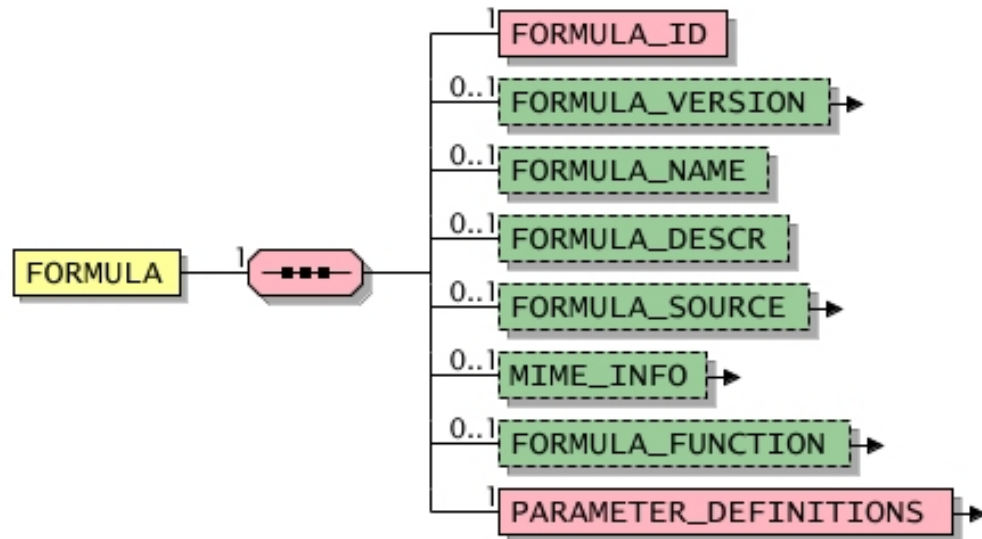 1 FORMULA_ID
0..1 FORMULA_VERSION
0..1 FORMULA_NAME
0..1 FORMULA_DESCR
FORMULA 1
0..1 FORMULA_SOURCE
0..1 MIME_INFO
0..1 FORMULA_FUNCTION
1 PARAMETER_DEFINITIONS